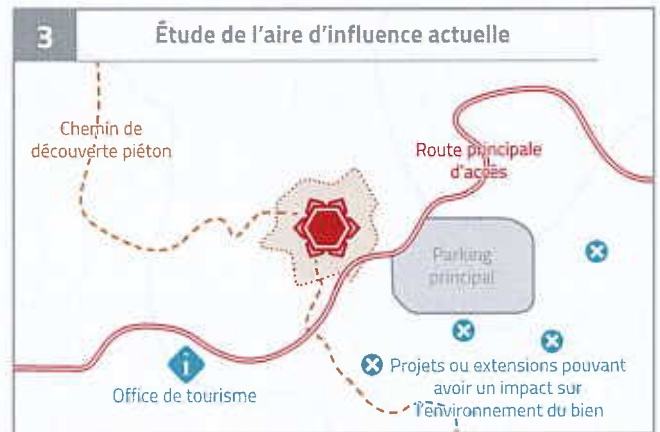 3
Étude de l'aire d'influence actuelle
Chemin de
découverte piéton
Route principale
d'accès
Parking
principal
i
Office de tourisme
Projets ou extensions pouvant
avoir un impact sur
l'environnement du bien